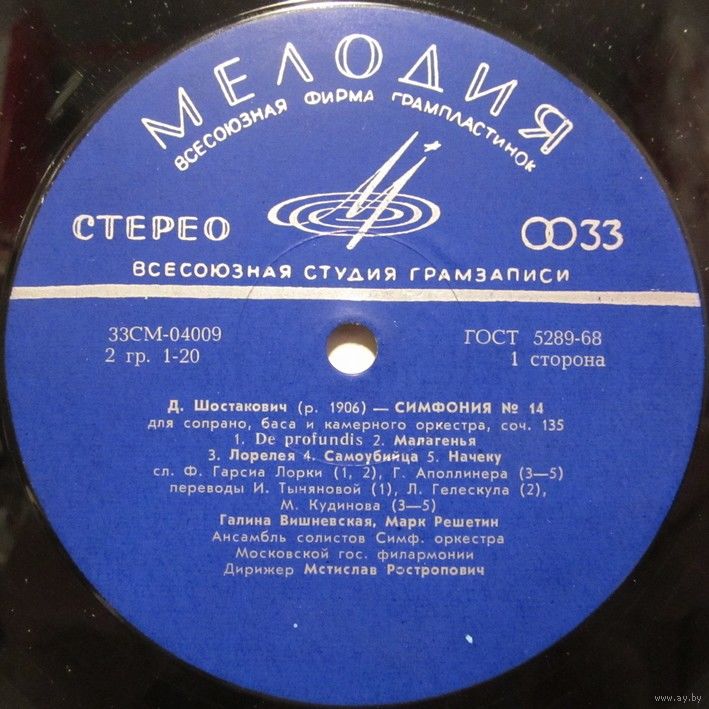 МЕЛОДИЯ
ВСЕСОЮЗНАЯ ФИРМА ГРАМПЛАСТИНОК
СТЕРЕО
33
ВСЕСОЮЗНАЯ СТУДИЯ ГРАМЗАПИСИ
33СМ-04009
ГОСТ 5289-68
2 гр. 1-20
1 сторона
Д. Шостакович (р. 1906) — СИМФОНИЯ № 14
для сопрано, баса и камерного оркестра, соч. 135
1. De profundis 2. Малагенья
3. Лорелея 4. Самоубийца 5. Начеку
сл. Ф. Гарсиа Лорки (1, 2), Г. Аполлинера (3—5)
переводы И. Тыняновой (1), Л. Гелескула (2),
М. Кудинова (3—5)
Галина Вишневская, Марк Решетин
Ансамбль солистов Симф. оркестра
Московской гос. филармонии
Дирижер Мстислав Ростропович
www.ay.by